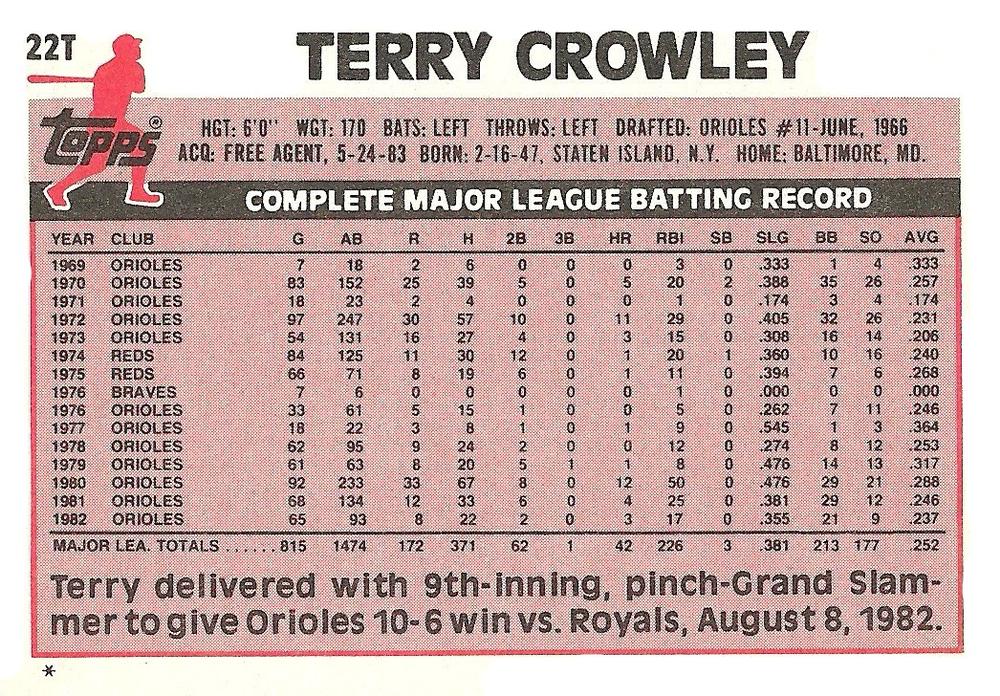 22T
TERRY CROWLEY
Topps®
HGT: 6'0" WGT: 170 BATS: LEFT THROWS: LEFT DRAFTED: ORIOLES #11-JUNE, 1966
ACQ: FREE AGENT, 5-24-83 BORN: 2-16-47, STATEN ISLAND, N.Y. HOME: BALTIMORE, MD.
COMPLETE MAJOR LEAGUE BATTING RECORD
YEAR CLUB G AB R H 2B 3B HR RBI SB SLG BB SO AVG
1969 ORIOLES 7 18 2 6 0 0 0 3 0 .333 1 4 .333
1970 ORIOLES 83 152 25 39 5 0 5 20 2 .388 35 26 .257
1971 ORIOLES 18 23 2 4 0 0 0 1 0 .174 3 4 .174
1972 ORIOLES 97 247 30 57 10 0 11 29 0 .405 32 26 .231
1973 ORIOLES 54 131 16 27 4 0 3 15 0 .308 16 14 .206
1974 REDS 84 125 11 30 12 0 1 20 1 .360 10 16 .240
1975 REDS 66 71 8 19 6 0 1 11 0 .394 7 6 .268
1976 BRAVES 7 6 0 0 0 0 0 1 0 .000 0 0 .000
1976 ORIOLES 33 61 5 15 1 0 0 5 0 .262 7 11 .246
1977 ORIOLES 18 22 3 8 1 0 1 9 0 .545 1 3 .364
1978 ORIOLES 62 95 9 24 2 0 0 12 0 .274 8 12 .253
1979 ORIOLES 61 63 8 20 5 1 1 8 0 .476 14 13 .317
1980 ORIOLES 92 233 33 67 8 0 12 50 0 .476 29 21 .288
1981 ORIOLES 68 134 12 33 6 0 4 25 0 .381 29 12 .246
1982 ORIOLES 65 93 8 22 2 0 3 17 0 .355 21 9 .237
MAJOR LEA. TOTALS ......815 1474 172 371 62 1 42 226 3 .381 213 177 .252
Terry delivered with 9th-inning, pinch-Grand Slam-
mer to give Orioles 10-6 win vs. Royals, August 8, 1982.
*